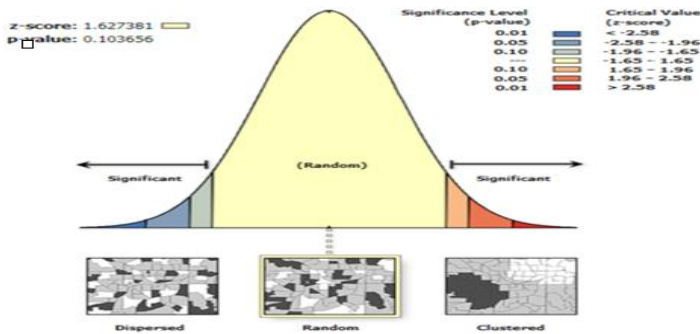 z-score: 1.627381
p-value: 0.103656
Significance Level (p-value)
Critical Value (z-score)
0.01 < -2.58
0.05 -2.58 - -1.96
0.10 -1.96 - -1.65
--- -1.65 - 1.65
0.10 1.65 - 1.96
0.05 1.96 - 2.58
0.01 > 2.58
(Random)
Significant
Significant
Dispersed
Random
Clustered